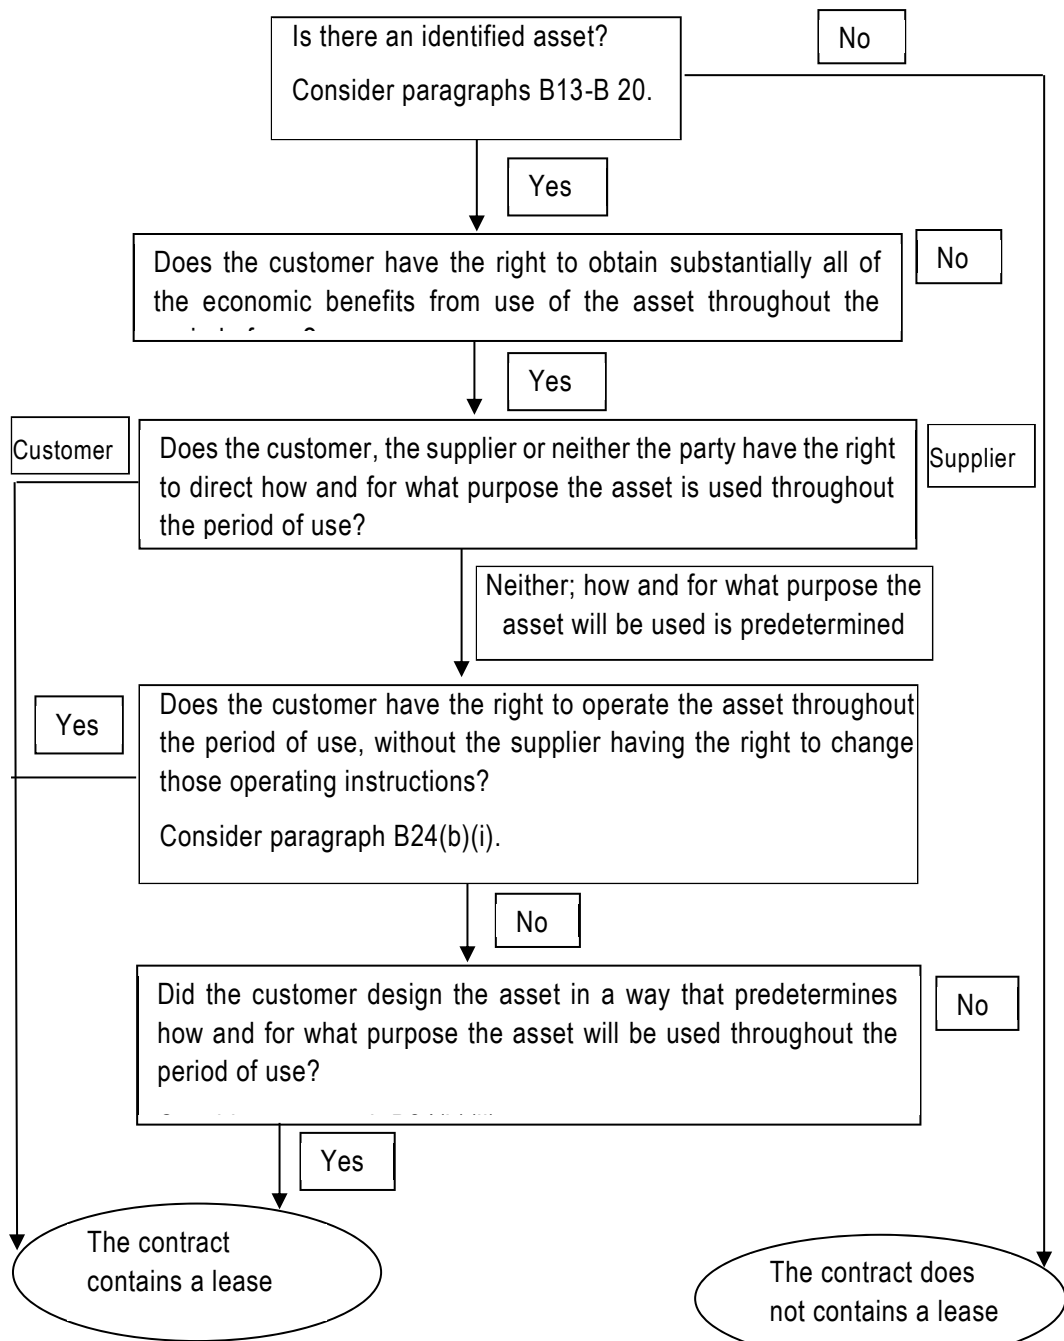 Is there an identified asset?
No
Consider paragraphs B13-B 20.
Yes
Does the customer have the right to obtain substantially all of
the economic benefits from use of the asset throughout the
No
Yes
Customer
Does the customer, the supplier or neither the party have the right
to direct how and for what purpose the asset is used throughout
the period of use?
Supplier
Neither; how and for what purpose the
asset will be used is predetermined
Yes
Does the customer have the right to operate the asset throughout
the period of use, without the supplier having the right to change
those operating instructions?
Consider paragraph B24(b)(i).
No
Did the customer design the asset in a way that predetermines
how and for what purpose the asset will be used throughout the
period of use?
No
Yes
The contract
contains a lease
The contract does
not contains a lease